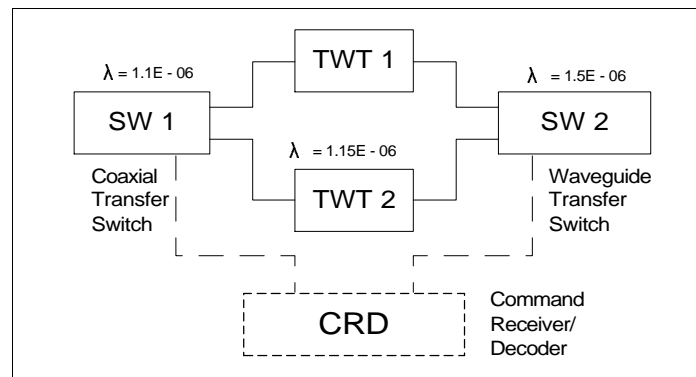 TWT 1
λ = 1.1E - 06
λ = 1.5E - 06
SW 1
SW 2
λ = 1.15E - 06
Coaxial
Transfer
Switch
TWT 2
Waveguide
Transfer
Switch
CRD
Command
Receiver/
Decoder